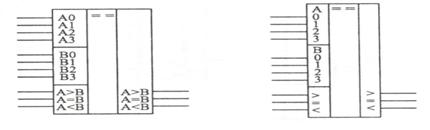 A0 = =
A1
A2
A3
B0
B1
B2
B3
A>B A>B
A=B A=B
A<B A<B
A = =
0
1
2
3
B
0
1
2
3
> >
= =
< <